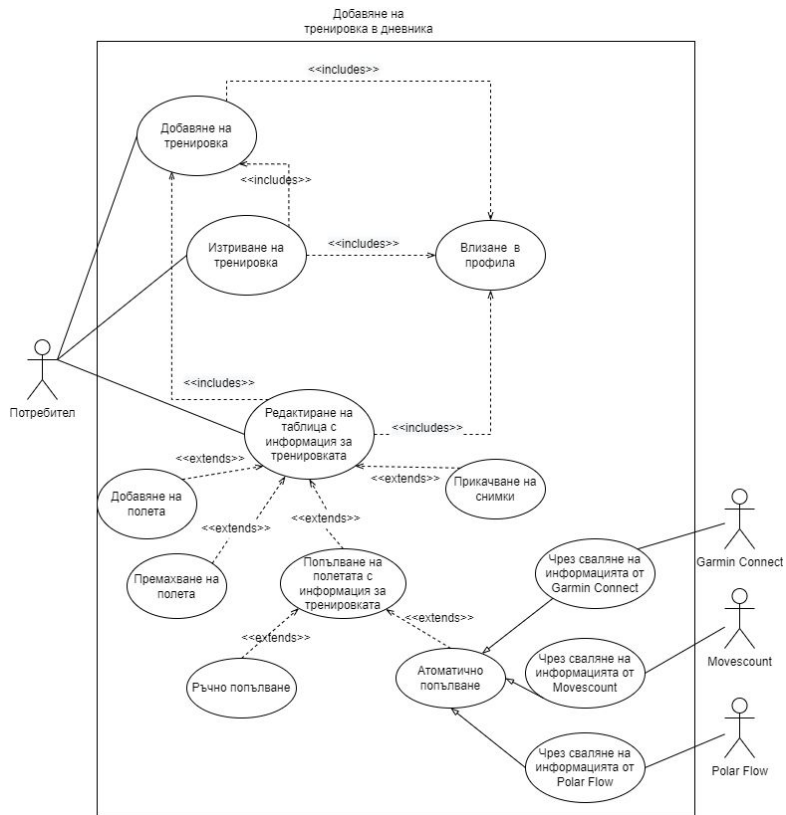 Добавяне на
тренировка в дневника
<<includes>>
Добавяне на
тренировка
<<includes>>
Изтриване на
тренировка
<<includes>>
Влизане в
профила
Потребител
<<includes>>
Редактиране на
таблица с
информация за
тренировката
<<includes>>
<<extends>>
<<extends>>
Добавяне на
полета
Прикачване на
снимки
<<extends>>
<<extends>>
Премахване на
полета
Попълване на
полетата с
информация за
тренировката
Чрез сваляне на
информацията от
Garmin Connect
Garmin Connect
<<extends>>
<<extends>>
Ръчно попълване
Атоматично
попълване
Чрез сваляне на
информацията от
Movescount
Movescount
Чрез сваляне на
информацията от
Polar Flow
Polar Flow